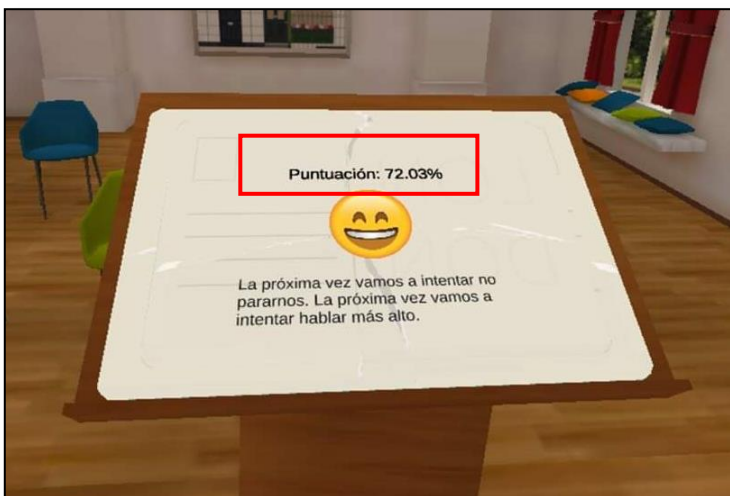 Puntuación: 72.03%
La próxima vez vamos a intentar no
pararnos. La próxima vez vamos a
intentar hablar más alto.